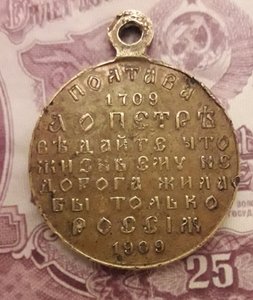 ПОЛТАВА
1709
А О ПЕТРѢ
ВѢДАЙТЕ ЧТО
ЖИЗНЬ ЕМУ НЕ
ДОРОГА ЖИЛА
БЫ ТОЛЬКО
РОССІЯ
1909
25